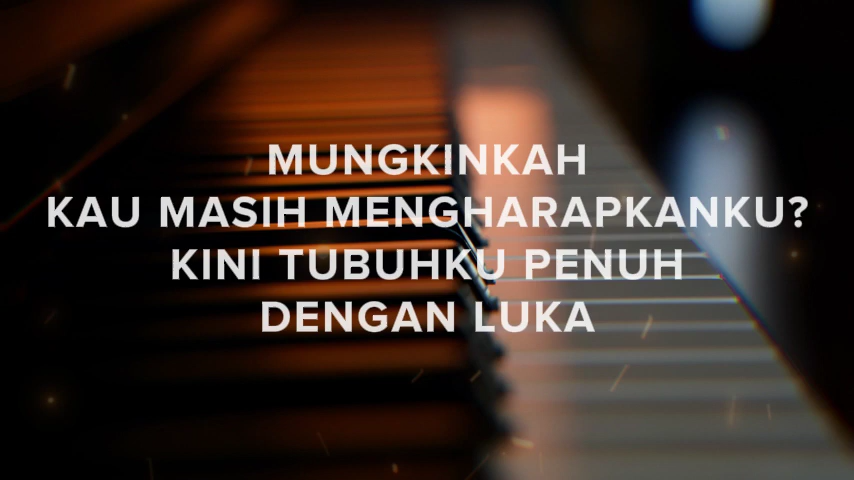 MUNGKINKAH
KAU MASIH MENGHARAPKANKU?
KINI TUBUHKU PENUH
DENGAN LUKA